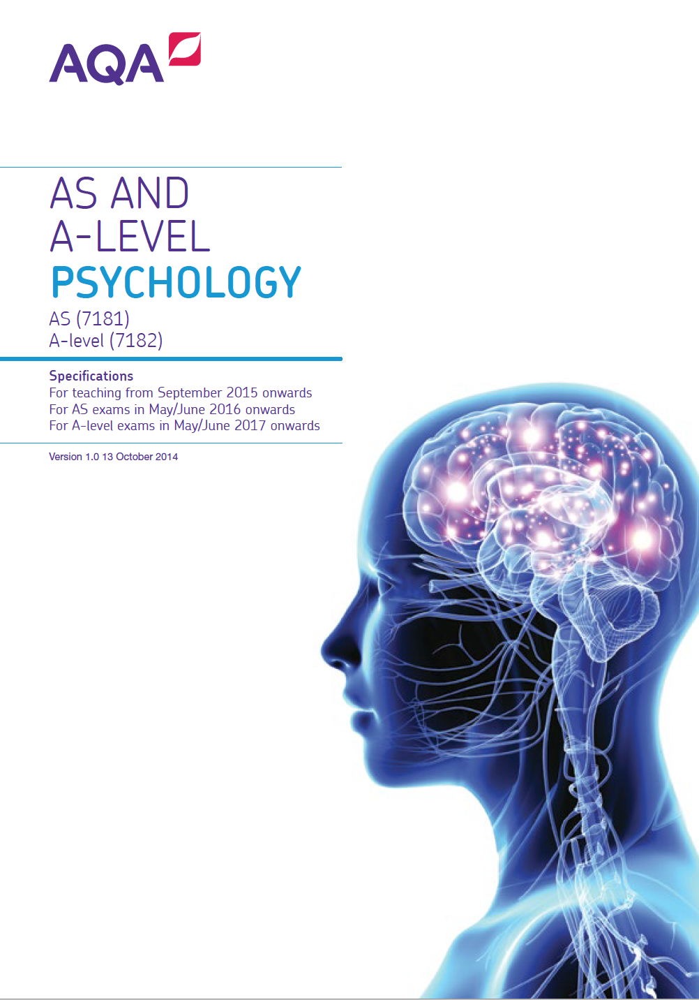 AQA
AS AND
A-LEVEL
PSYCHOLOGY
AS (7181)
A-level (7182)
Specifications
For teaching from September 2015 onwards
For AS exams in May/June 2016 onwards
For A-level exams in May/June 2017 onwards
Version 1.0 13 October 2014